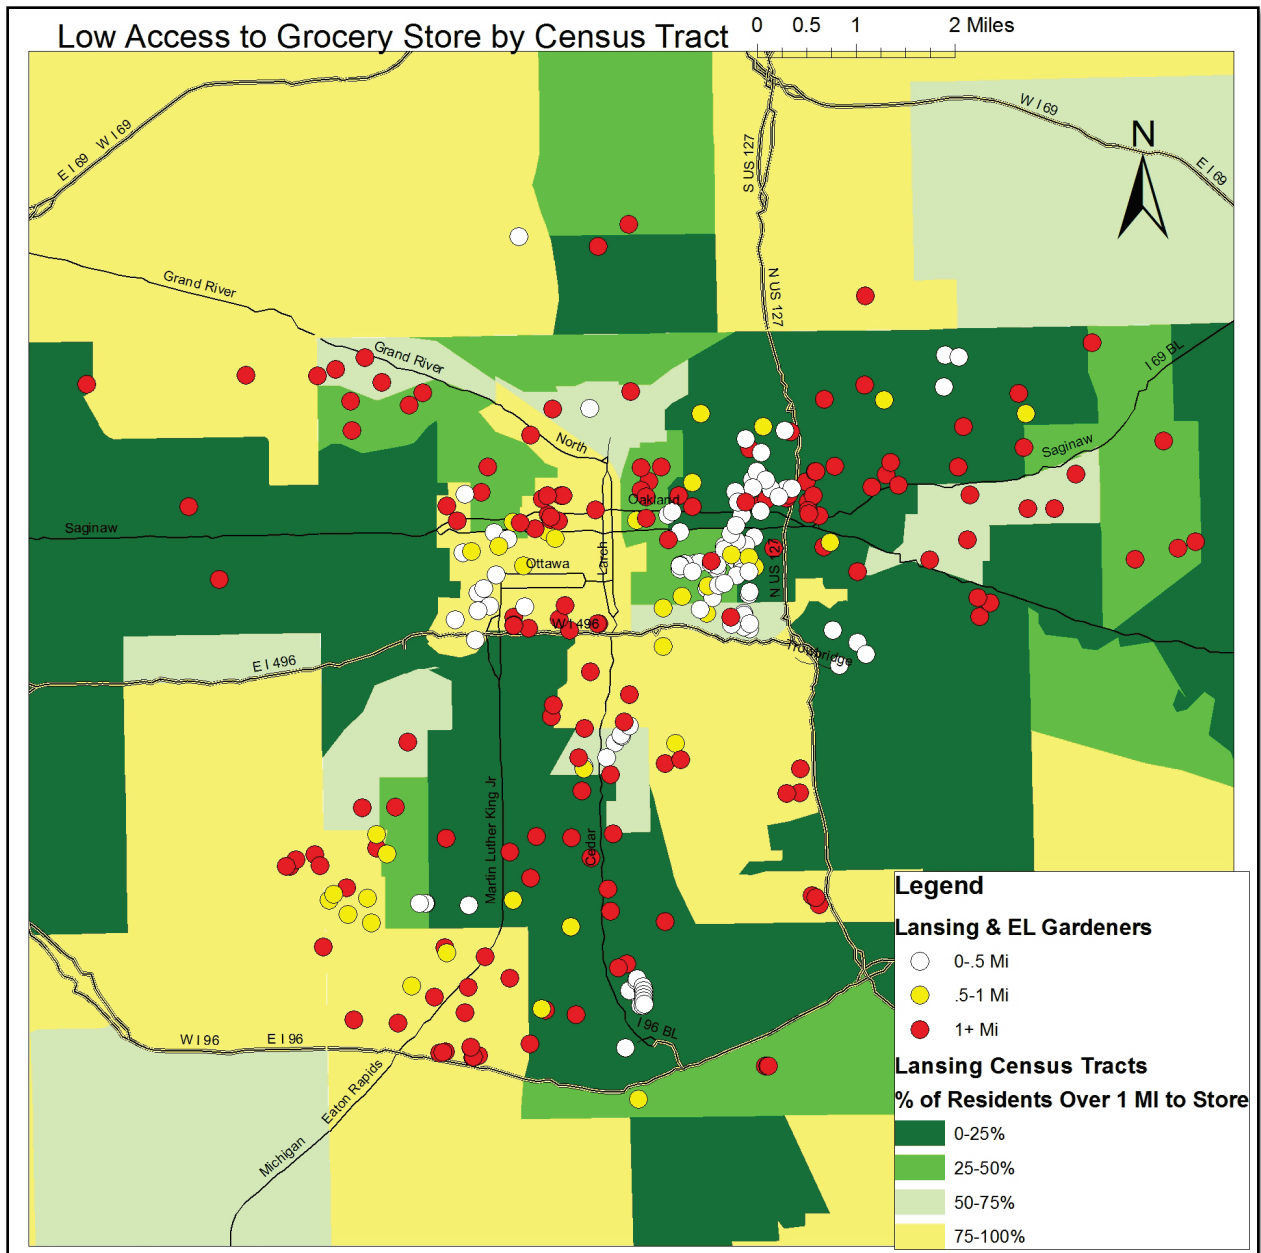 Low Access to Grocery Store by Census Tract
0 0.5 1 2 Miles
W I 69
E I 69
W I 69
E I 69
N
S US 127
N US 127
Grand River
Grand River
I 69 BL
North
Saginaw
Oakland
Saginaw
Larch
Ottawa
N US 127
W I 496
E I 496
Trowbridge
Martin Luther King Jr
Cedar
I 96 BL
W I 96
E I 96
Eaton Rapids
Michigan
Legend
Lansing & EL Gardeners
0-.5 Mi
.5-1 Mi
1+ Mi
Lansing Census Tracts
% of Residents Over 1 MI to Store
0-25%
25-50%
50-75%
75-100%